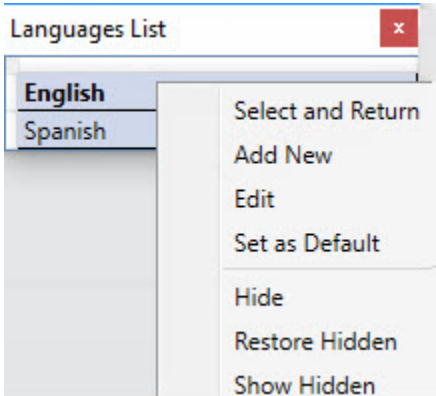 Languages List
x
English
Spanish
Select and Return
Add New
Edit
Set as Default
Hide
Restore Hidden
Show Hidden